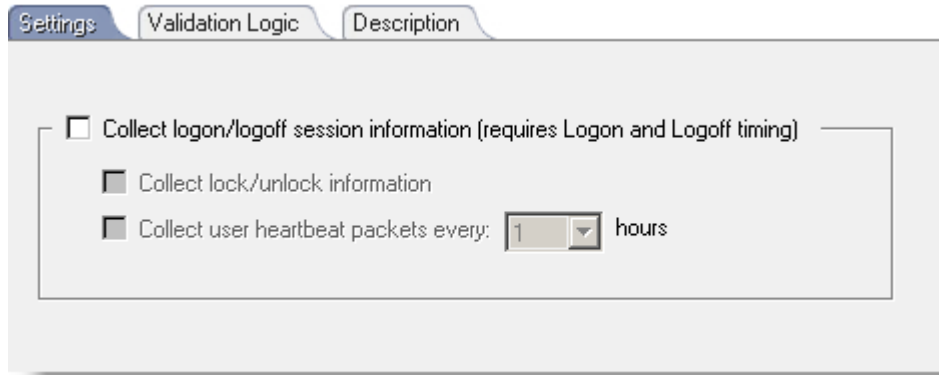 Settings Validation Logic Description
Collect logon/logoff session information (requires Logon and Logoff timing)
Collect lock/unlock information
Collect user heartbeat packets every: 1 hours